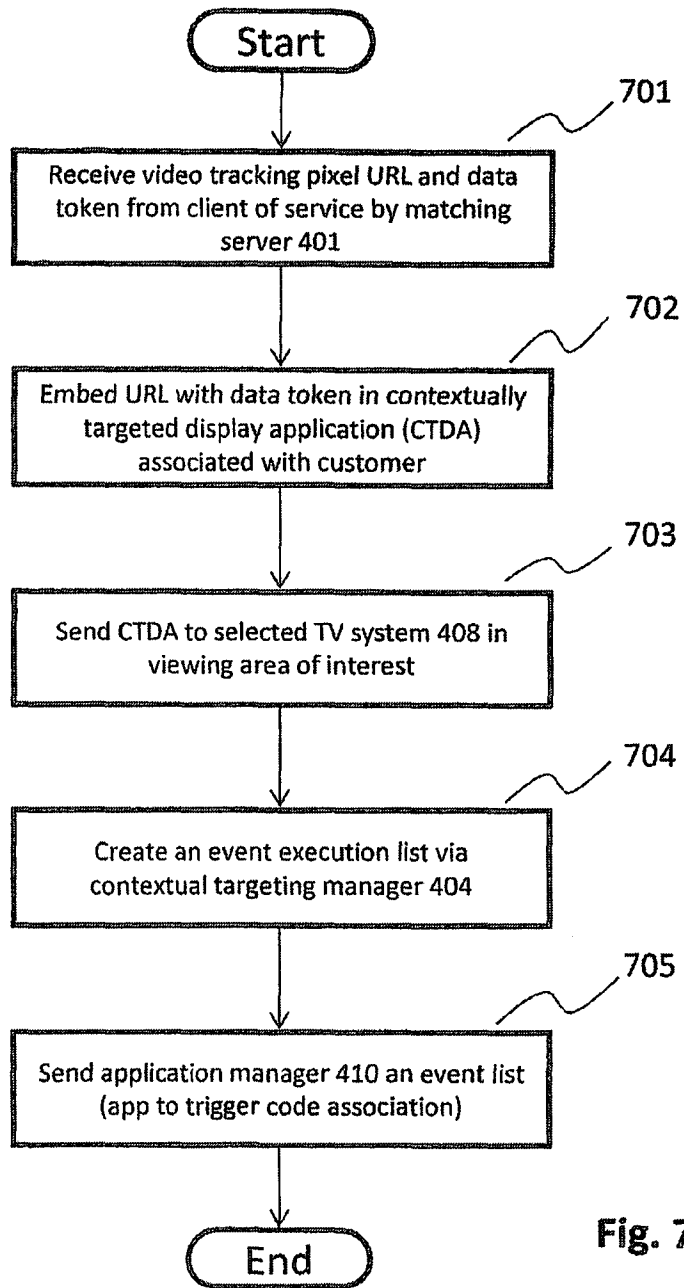 Start
701
Receive video tracking pixel URL and data
token from client of service by matching
server 401
702
Embed URL with data token in contextually
targeted display application (CTDA)
associated with customer
703
Send CTDA to selected TV system 408 in
viewing area of interest
704
Create an event execution list via
contextual targeting manager 404
705
Send application manager 410 an event list
(app to trigger code association)
End
Fig. 7